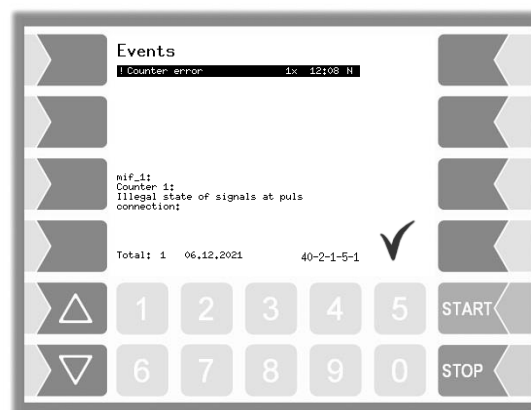 Events
! Counter error 1x 12:08 N
mif_1:
Counter 1:
Illegal state of signals at puls
connection:
Total: 1 06.12.2021 40-2-1-5-1
1 2 3 4 5 START
6 7 8 9 0 STOP